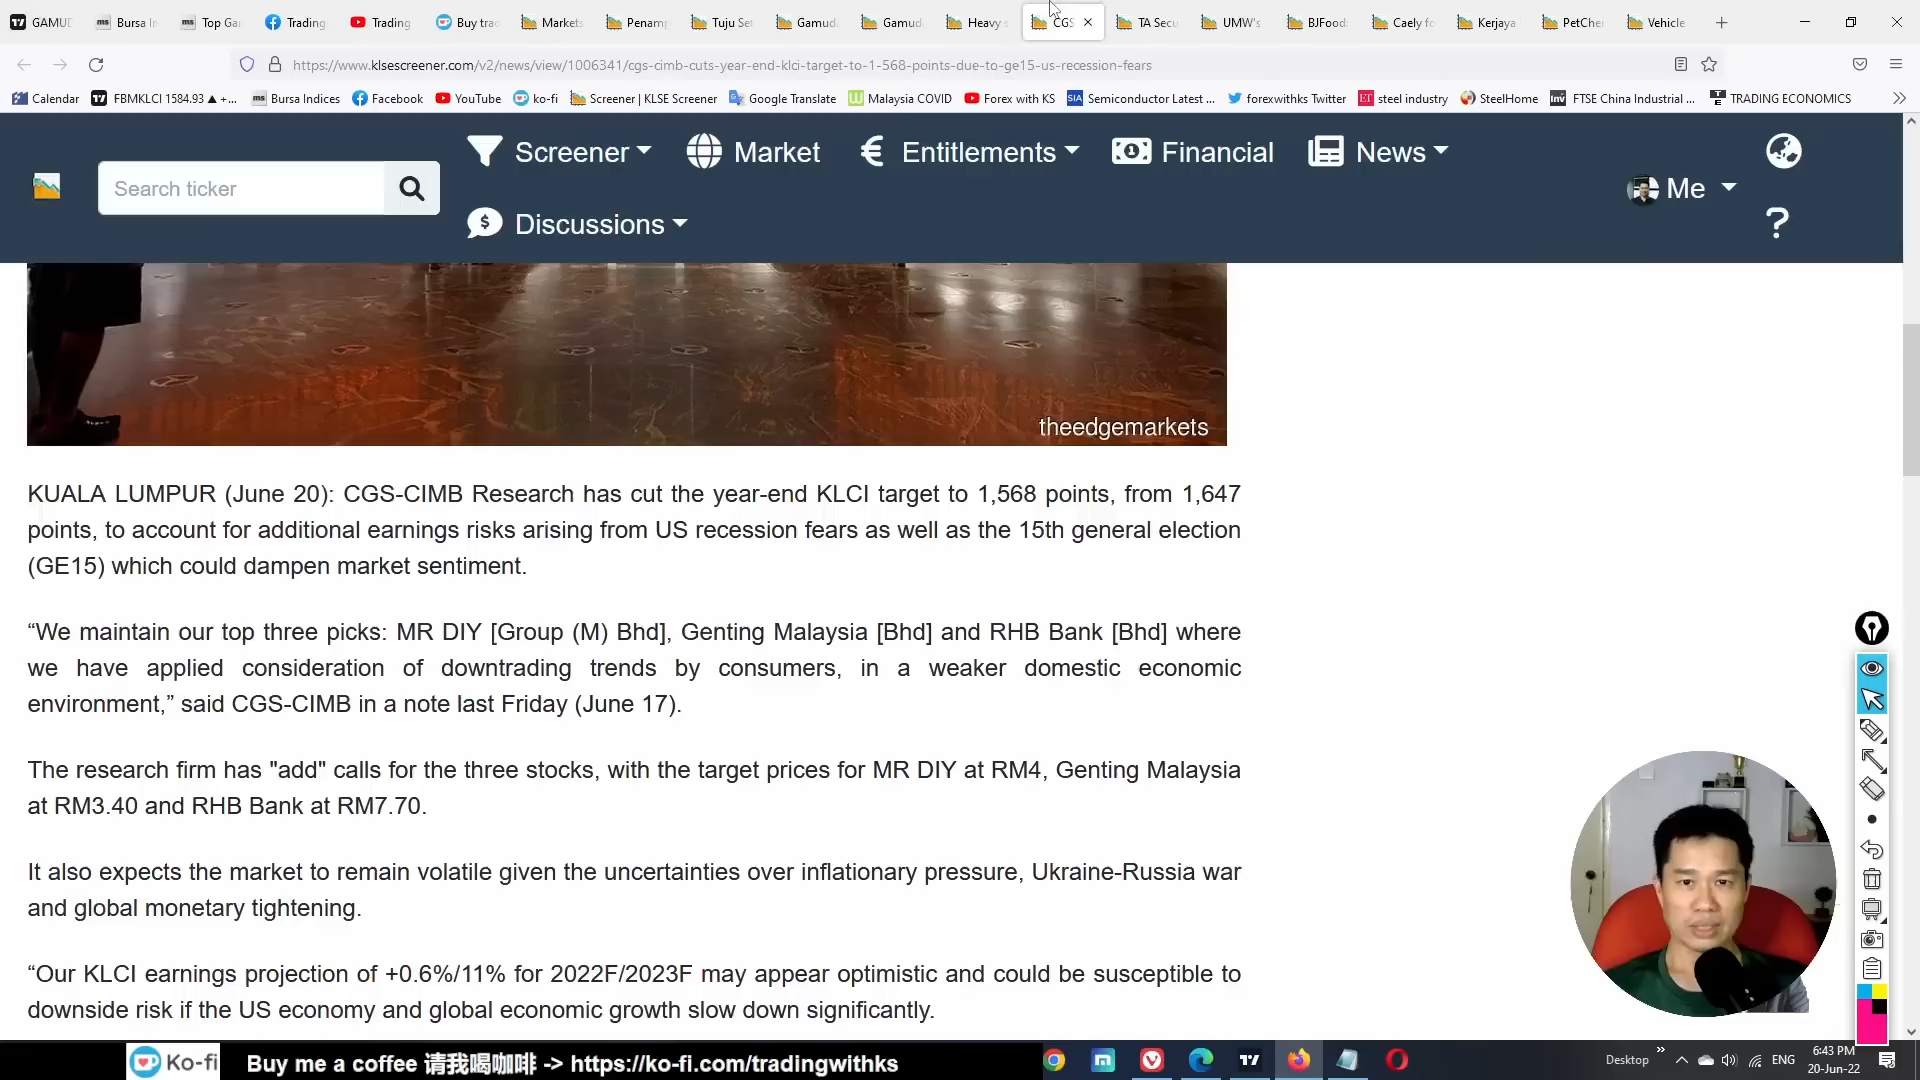 GAMUD
Bursa In
Top Ga
Trading
Trading
Buy trad
Markets
Penamp
Tuju Set
Gamuda
Gamuda
Heavy s
CGS
TA Secu
UMW's
BJFood
Caely fo
Kerjaya
PetChem
Vehicle
https://www.klsescreener.com/v2/news/view/1006341/cgs-cimb-cuts-year-end-klci-target-to-1-568-points-due-to-ge15-us-recession-fears
Calendar
FBMKLCI 1584.93 ▲ +...
Bursa Indices
Facebook
YouTube
ko-fi
Screener | KLSE Screener
Google Translate
Malaysia COVID
Forex with KS
SIA Semiconductor Latest ...
forexwithks Twitter
ET steel industry
SteelHome
Inv FTSE China Industrial ...
TRADING ECONOMICS
Screener
Market
Entitlements
Financial
News
Search ticker
Me
Discussions
?
theedgemarkets
KUALA LUMPUR (June 20): CGS-CIMB Research has cut the year-end KLCI target to 1,568 points, from 1,647
points, to account for additional earnings risks arising from US recession fears as well as the 15th general election
(GE15) which could dampen market sentiment.
“We maintain our top three picks: MR DIY [Group (M) Bhd], Genting Malaysia [Bhd] and RHB Bank [Bhd] where
we have applied consideration of downtrading trends by consumers, in a weaker domestic economic
environment,” said CGS-CIMB in a note last Friday (June 17).
The research firm has "add" calls for the three stocks, with the target prices for MR DIY at RM4, Genting Malaysia
at RM3.40 and RHB Bank at RM7.70.
It also expects the market to remain volatile given the uncertainties over inflationary pressure, Ukraine-Russia war
and global monetary tightening.
“Our KLCI earnings projection of +0.6%/11% for 2022F/2023F may appear optimistic and could be susceptible to
downside risk if the US economy and global economic growth slow down significantly.
Ko-fi
Buy me a coffee 请我喝咖啡 -> https://ko-fi.com/tradingwithks
Desktop
ENG
6:43 PM
20-Jun-22